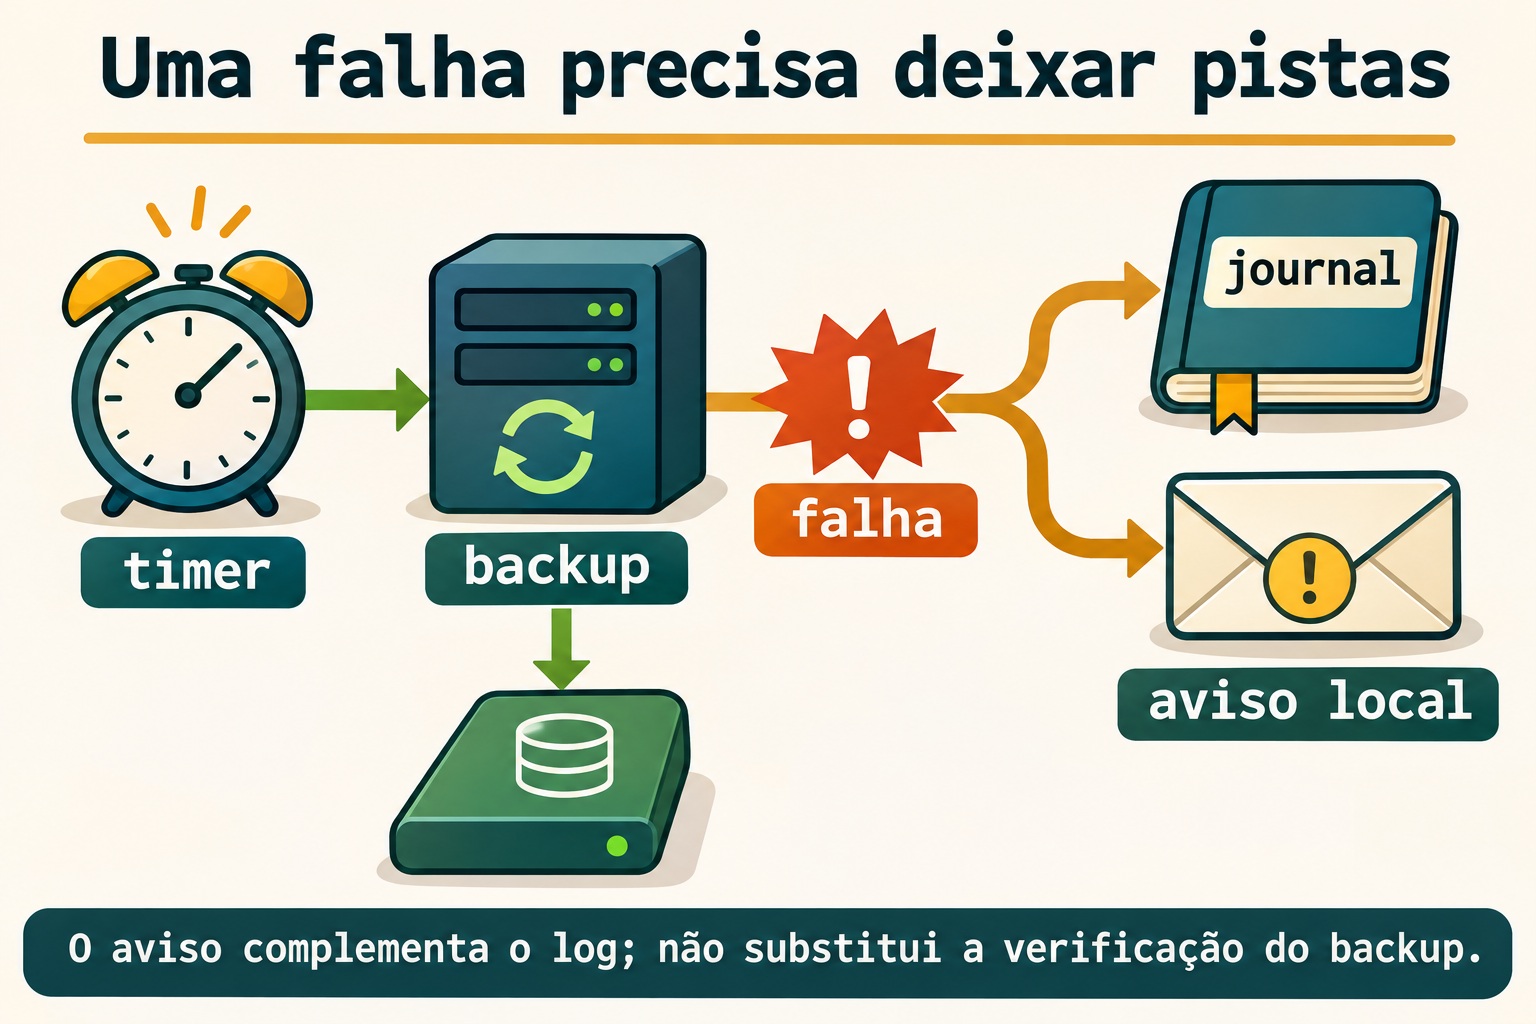 Uma falha precisa deixar pistas
journal
falha
timer
backup
aviso local
O aviso complementa o log; não substitui a verificação do backup.